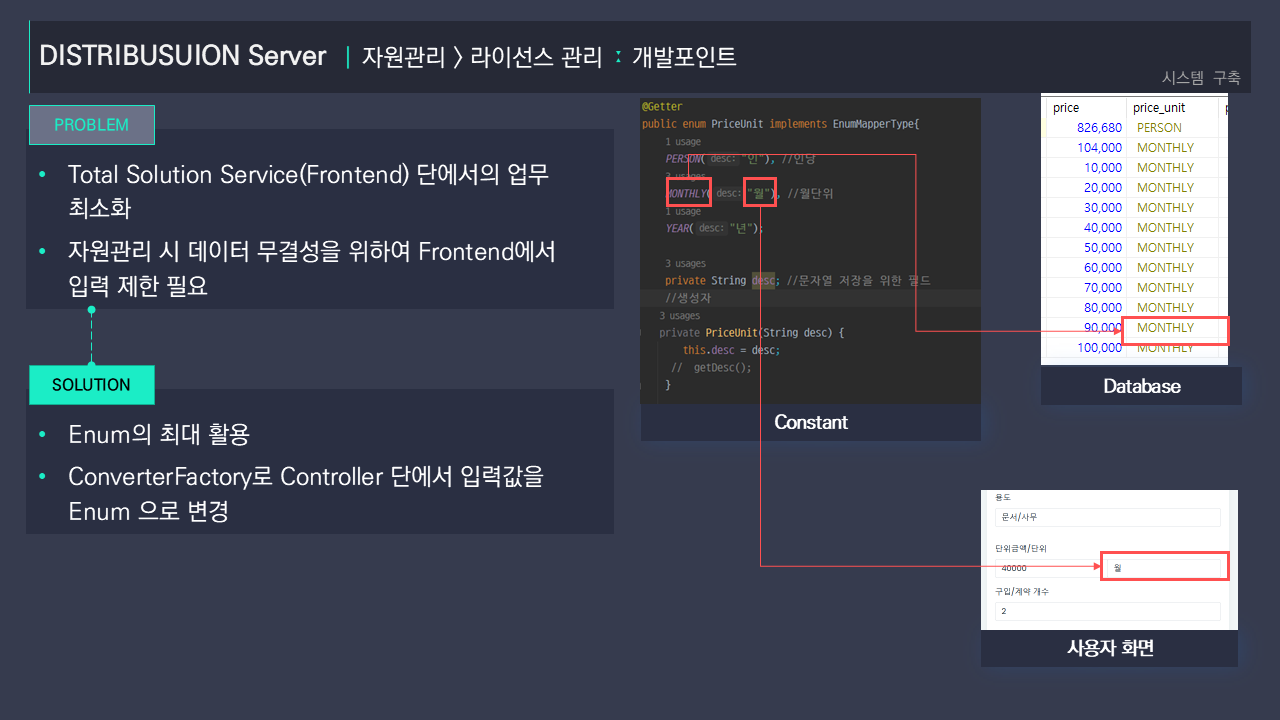 DISTRIBUSUION Server | 자원관리 > 라이선스 관리 : 개발포인트
시스템 구축
PROBLEM
• Total Solution Service(Frontend) 단에서의 업무
최소화
• 자원관리 시 데이터 무결성을 위하여 Frontend에서
입력 제한 필요
SOLUTION
• Enum의 최대 활용
• ConverterFactory로 Controller 단에서 입력값을
Enum 으로 변경
@Getter
public enum PriceUnit implements EnumMapperType{
1 usage
PERSON( desc: "인"), //인당
3 usages
MONTHLY( desc: "월"), //월단위
1 usage
YEAR( desc: "년");
3 usages
private String desc; //문자열 저장을 위한 필드
//생성자
3 usages
private PriceUnit(String desc) {
this.desc = desc;
// getDesc();
}
Constant
price price_unit
826,680 PERSON
104,000 MONTHLY
10,000 MONTHLY
20,000 MONTHLY
30,000 MONTHLY
40,000 MONTHLY
50,000 MONTHLY
60,000 MONTHLY
70,000 MONTHLY
80,000 MONTHLY
90,000 MONTHLY
100,000 MONTHLY
Database
용도
문서/사무
단위금액/단위
40000 월
구입/계약 개수
2
사용자 화면